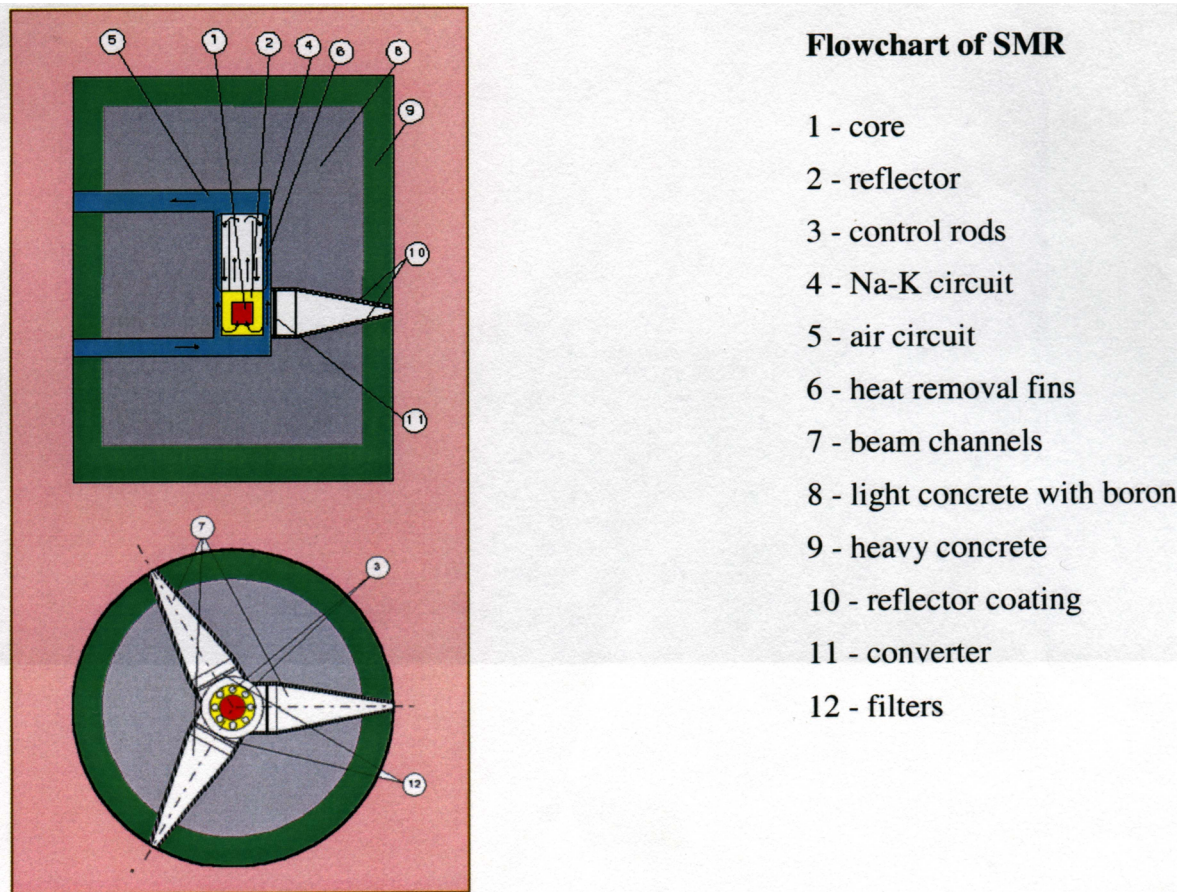 5 1 2 4 6 8
9
10
11
7
3
12
Flowchart of SMR
1 - core
2 - reflector
3 - control rods
4 - Na-K circuit
5 - air circuit
6 - heat removal fins
7 - beam channels
8 - light concrete with boron
9 - heavy concrete
10 - reflector coating
11 - converter
12 - filters